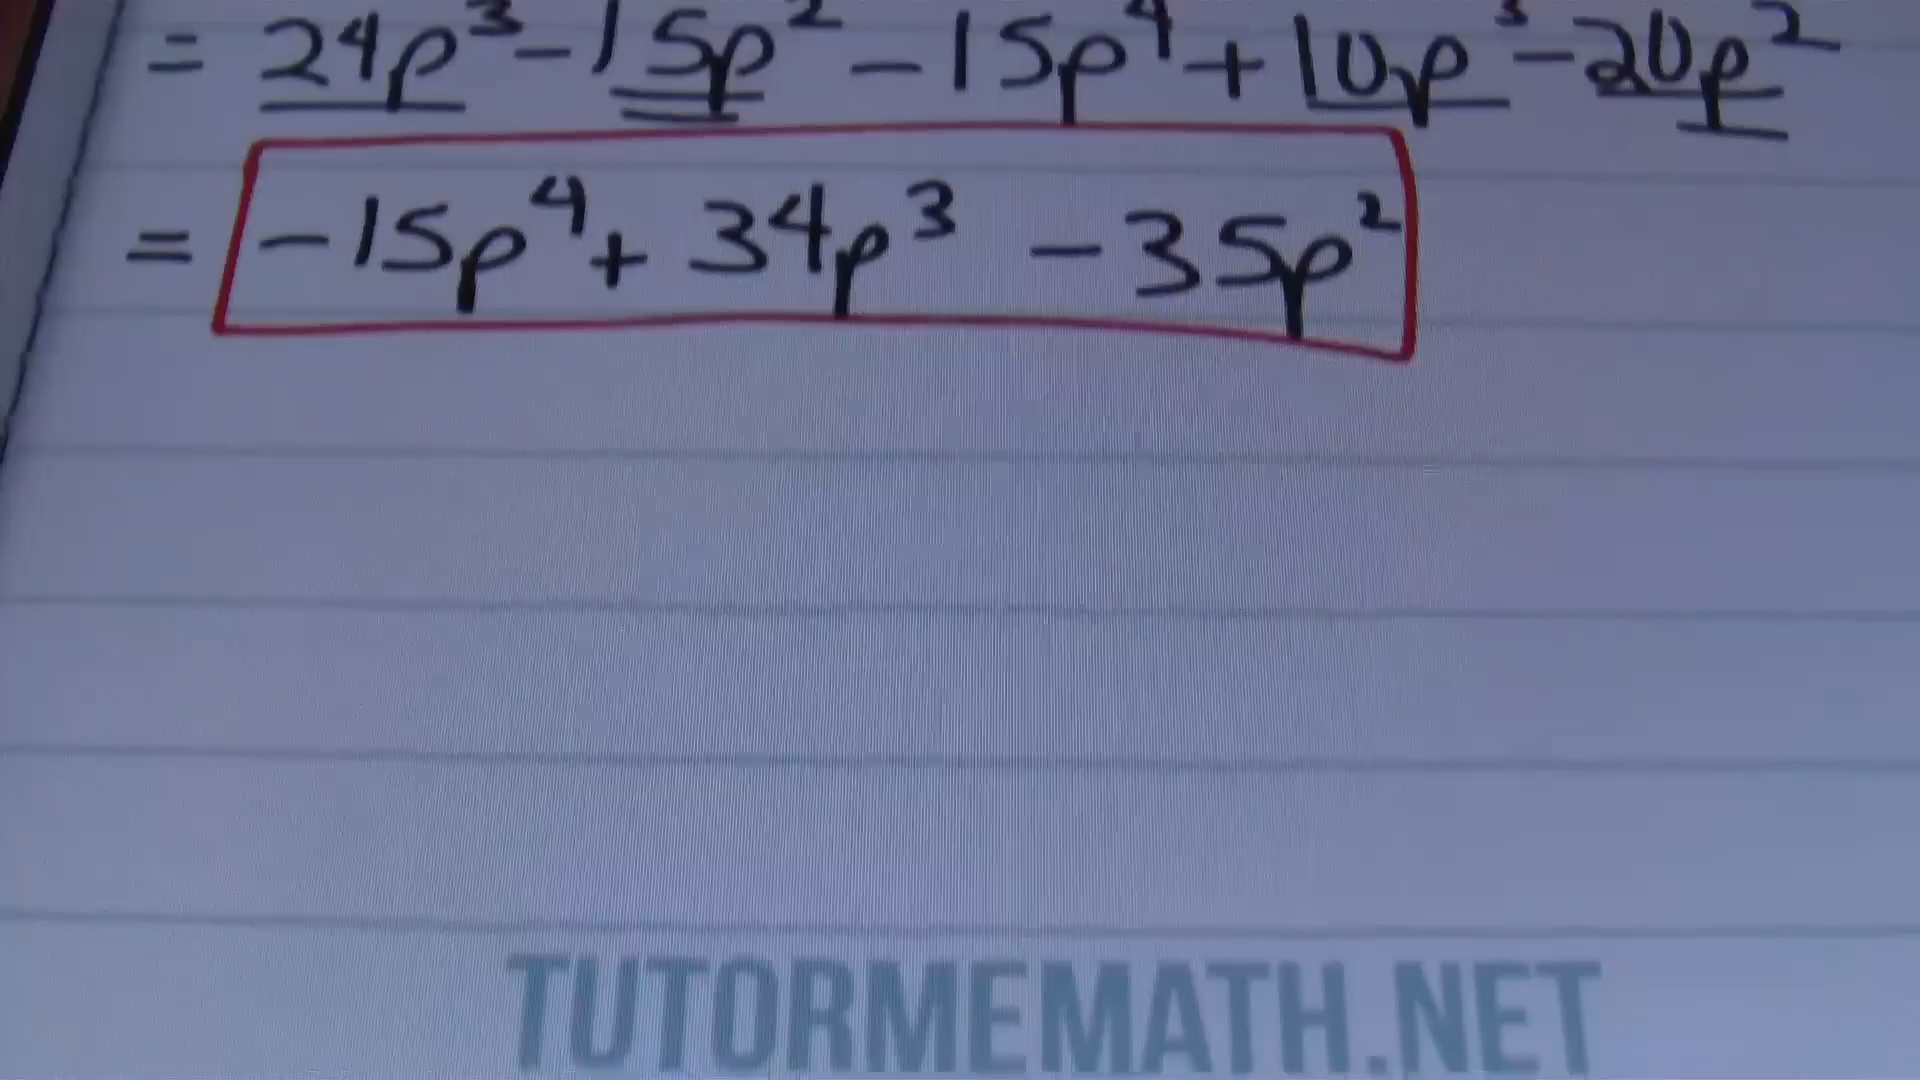 = 24p³ - 15p² - 15p⁴ + 10p³ - 20p²
= -15p⁴ + 34p³ - 35p²
TUTORMEMATH.NET